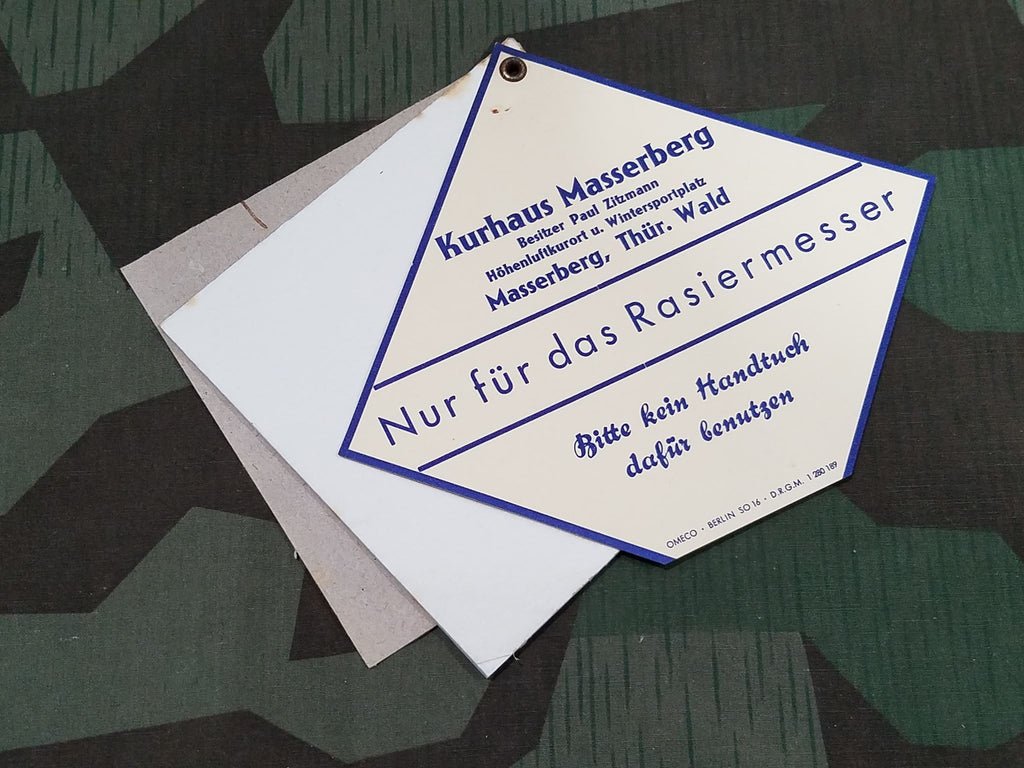 Kurhaus Masserberg
Besitzer Paul Zitzmann
Höhenluftkurort u. Wintersportplatz
Masserberg, Thür. Wald
Nur für das Rasiermesser
Bitte kein Handtuch
dafür benutzen
OMECO · BERLIN SO 16 · D.R.G.M. 1 280 189